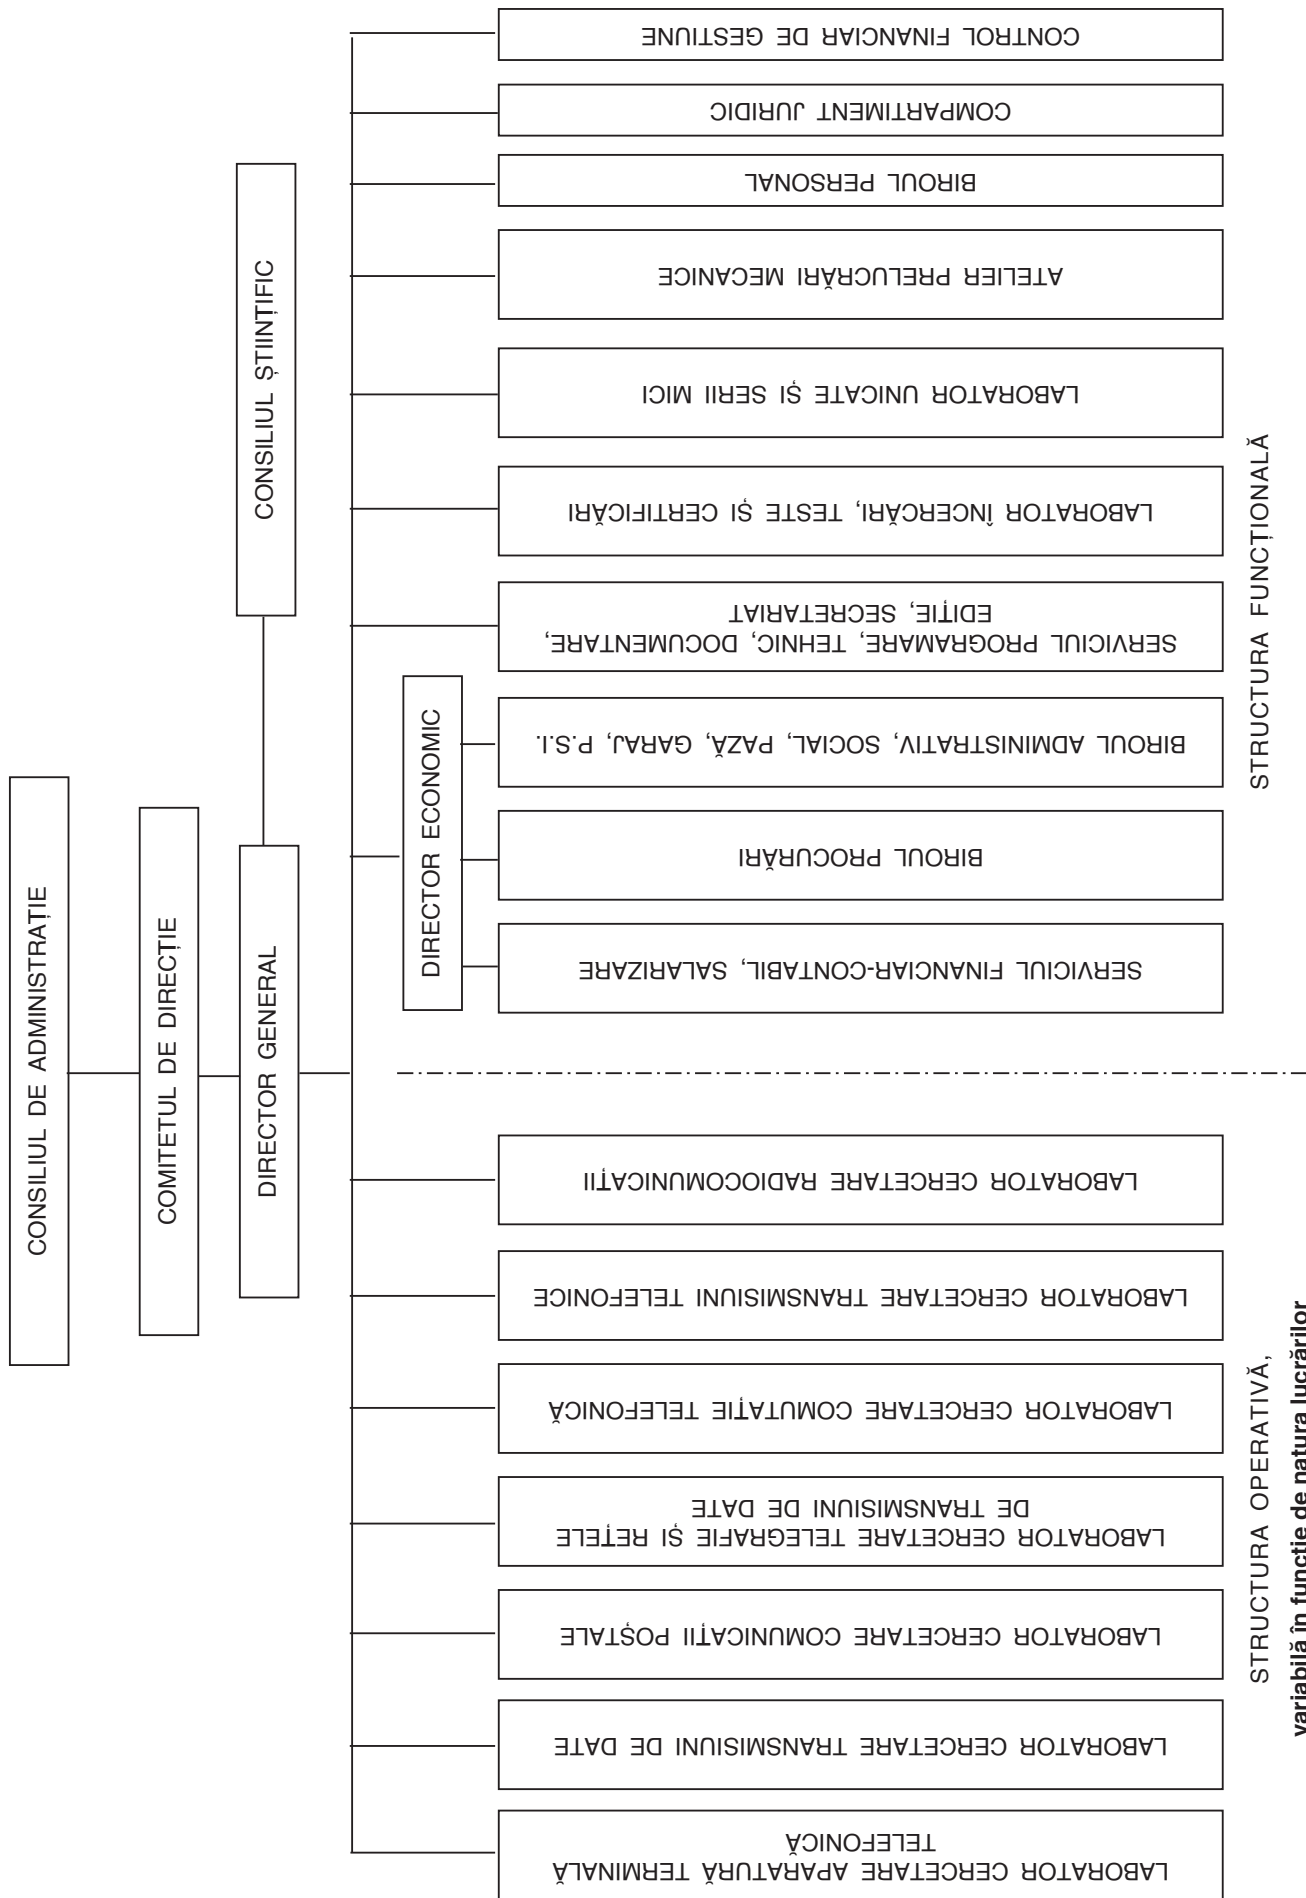 CONSILIUL DE ADMINISTRAȚIE
COMITETUL DE DIRECȚIE
DIRECTOR GENERAL
CONSILIUL ȘTIINȚIFIC
DIRECTOR ECONOMIC
LABORATOR CERCETARE APARATURĂ TERMINALĂ
TELEFONICĂ
LABORATOR CERCETARE TRANSMISIUNI DE DATE
LABORATOR CERCETARE COMUNICAȚII POȘTALE
LABORATOR CERCETARE TELEGRAFIE ȘI REȚELE
DE TRANSMISIUNI DE DATE
LABORATOR CERCETARE COMUTAȚIE TELEFONICĂ
LABORATOR CERCETARE TRANSMISIUNI TELEFONICE
LABORATOR CERCETARE RADIOCOMUNICAȚII
SERVICIUL FINANCIAR-CONTABIL, SALARIZARE
BIROUL PROCURĂRI
BIROUL ADMINISTRATIV, SOCIAL, PAZĂ, GARAJ, P.S.I.
SERVICIUL PROGRAMARE, TEHNIC, DOCUMENTARE,
EDIȚIE, SECRETARIAT
LABORATOR ÎNCERCĂRI, TESTE ȘI CERTIFICĂRI
LABORATOR UNICATE ȘI SERII MICI
ATELIER PRELUCRĂRI MECANICE
BIROUL PERSONAL
COMPARTIMENT JURIDIC
CONTROL FINANCIAR DE GESTIUNE
STRUCTURA OPERATIVĂ,
variabilă în funcție de natura lucrărilor
STRUCTURA FUNCȚIONALĂ